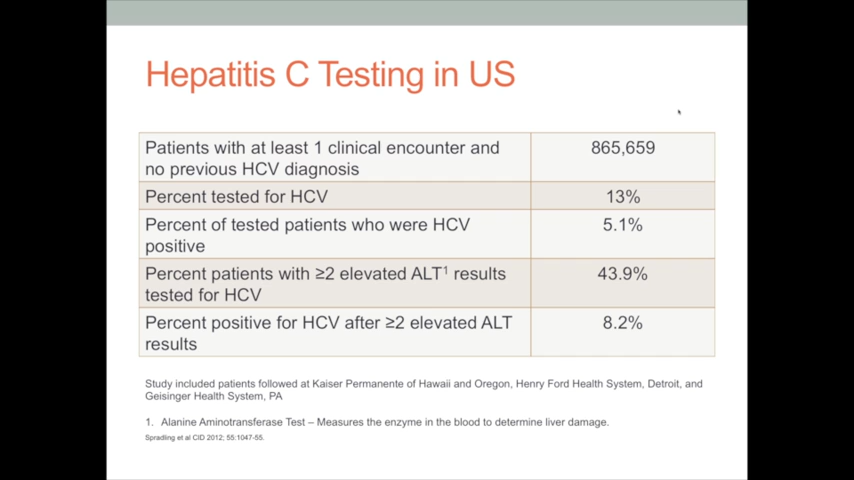 Hepatitis C Testing in US
Patients with at least 1 clinical encounter and
no previous HCV diagnosis
865,659
Percent tested for HCV
13%
Percent of tested patients who were HCV
positive
5.1%
Percent patients with ≥2 elevated ALT¹ results
tested for HCV
43.9%
Percent positive for HCV after ≥2 elevated ALT
results
8.2%
Study included patients followed at Kaiser Permanente of Hawaii and Oregon, Henry Ford Health System, Detroit, and
Geisinger Health System, PA
1. Alanine Aminotransferase Test – Measures the enzyme in the blood to determine liver damage.
Spradling et al CID 2012; 55:1047-55.